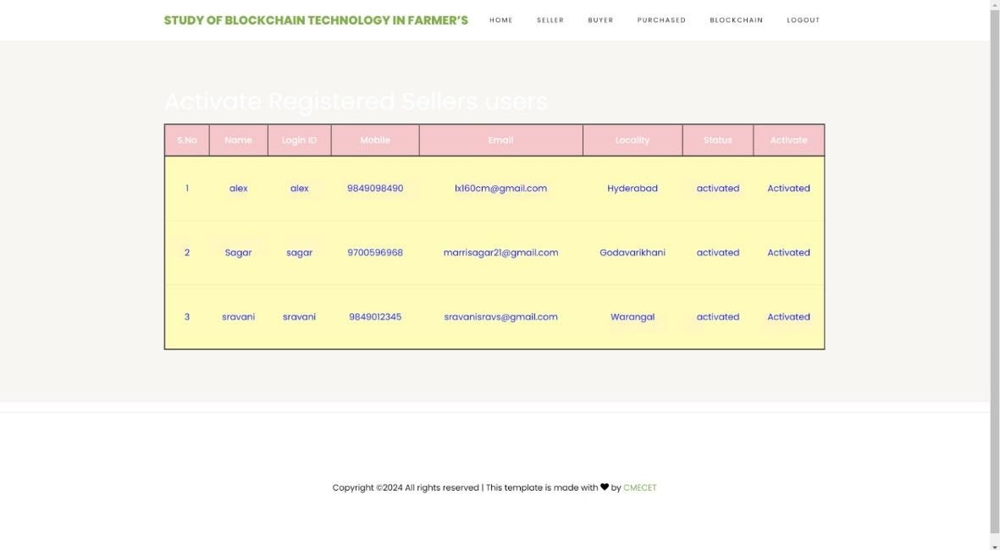 STUDY OF BLOCKCHAIN TECHNOLOGY IN FARMER'S HOME SELLER BUYER PURCHASED BLOCKCHAIN LOGOUT
Activate Registered Sellers users
S.No Name Login ID Mobile Email Locality Status Activate
1 alex alex 9849098490 lx160cm@gmail.com Hyderabad activated Activated
2 Sagar sagar 9700596968 marrisagar21@gmail.com Godavarikhani activated Activated
3 sravani sravani 9849012345 sravanisravs@gmail.com Warangal activated Activated
Copyright ©2024 All rights reserved | This template is made with ♥ by CMECET